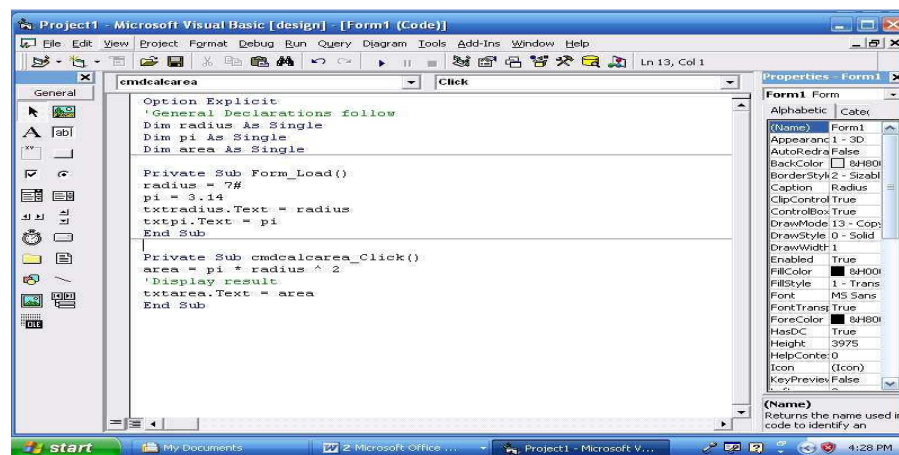 Project1 - Microsoft Visual Basic [design] - [Form1 (Code)]
File Edit View Project Format Debug Run Query Diagram Tools Add-Ins Window Help
Ln 13, Col 1
General
cmdcalcarea
Click
Option Explicit
'General Declarations follow
Dim radius As Single
Dim pi As Single
Dim area As Single
Private Sub Form_Load()
radius = 7#
pi = 3.14
txtradius.Text = radius
txtpi.Text = pi
End Sub
Private Sub cmdcalcarea_Click()
area = pi * radius ^ 2
'Display result
txtarea.Text = area
End Sub
Properties - Form1
Form1 Form
Alphabetic
(Name) Form1
Appearanc 1 - 3D
AutoRedra False
BackColor &H800
BorderStyl 2 - Sizabl
Caption Radius
ClipControl True
ControlBox True
DrawMode 13 - Copy
DrawStyle 0 - Solid
DrawWidth 1
Enabled True
FillColor &H000
FillStyle 1 - Trans
Font MS Sans
FontTransp True
ForeColor &H800
HasDC True
Height 3975
HelpConte: 0
Icon (Icon)
KeyPreview False
(Name)
Returns the name used in
code to identify an
start
My Documents
2 Microsoft Office ...
Project1 - Microsoft V...
4:28 PM